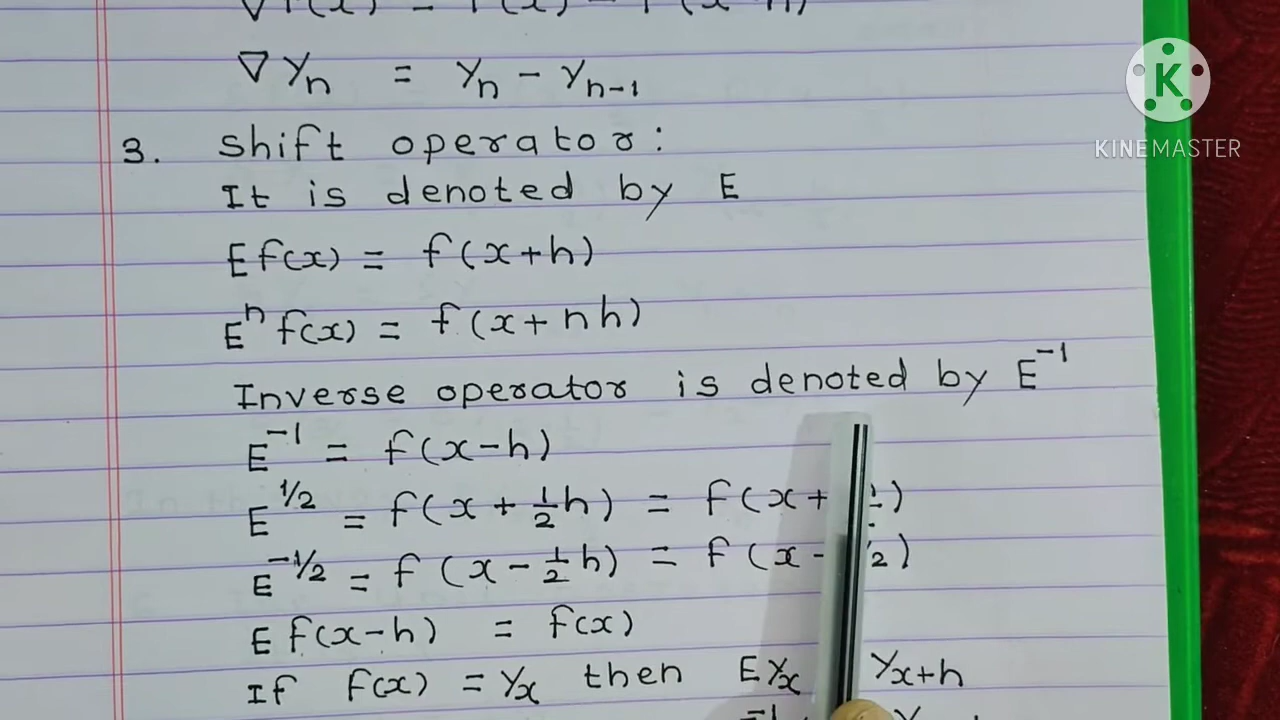 ∇f(x) = f(x) - f(x-h)
∇Yn = Yn - Yn-1
K
KINEMASTER
3. Shift operator:
It is denoted by E
Ef(x) = f(x+h)
E^n f(x) = f(x+nh)
Inverse operator is denoted by E^-1
E^-1 = f(x-h)
E^1/2 = f(x + 1/2 h) = f(x+
E^-1/2 = f(x - 1/2 h) = f(x-
E f(x-h) = f(x)
If f(x) = Yx then EYx Yx+h